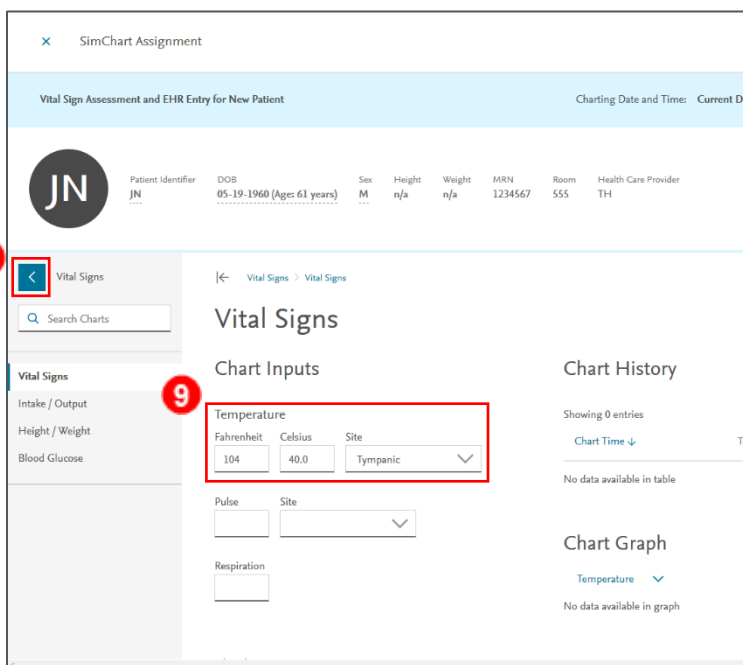 × SimChart Assignment
Vital Sign Assessment and EHR Entry for New Patient Charting Date and Time: Current D
JN
Patient Identifier DOB Sex Height Weight MRN Room Health Care Provider
JN 05-19-1960 (Age: 61 years) M n/a n/a 1234567 555 TH
Vital Signs
Search Charts
Vital Signs
Intake / Output
Height / Weight
Blood Glucose
Vital Signs > Vital Signs
Vital Signs
Chart Inputs
9
Temperature
Fahrenheit Celsius Site
104 40.0 Tympanic
Pulse Site
Respiration
Chart History
Showing 0 entries
Chart Time ↓ T
No data available in table
Chart Graph
Temperature
No data available in graph